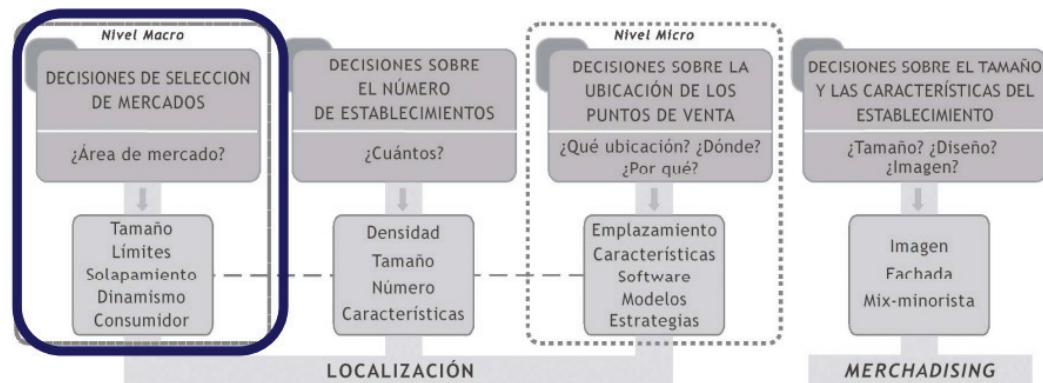 Nivel Macro
DECISIONES DE SELECCION
DE MERCADOS
¿Área de mercado?
Tamaño
Límites
Solapamiento
Dinamismo
Consumidor
DECISIONES SOBRE
EL NÚMERO
DE ESTABLECIMIENTOS
¿Cuántos?
Densidad
Tamaño
Número
Características
Nivel Micro
DECISIONES SOBRE LA
UBICACIÓN DE LOS
PUNTOS DE VENTA
¿Qué ubicación? ¿Dónde?
¿Por qué?
Emplazamiento
Características
Software
Modelos
Estrategias
LOCALIZACIÓN
DECISIONES SOBRE EL TAMAÑO
Y LAS CARACTERÍSTICAS DEL
ESTABLECIMIENTO
¿Tamaño? ¿Diseño?
¿Imagen?
Imagen
Fachada
Mix-minorista
MERCHADISING